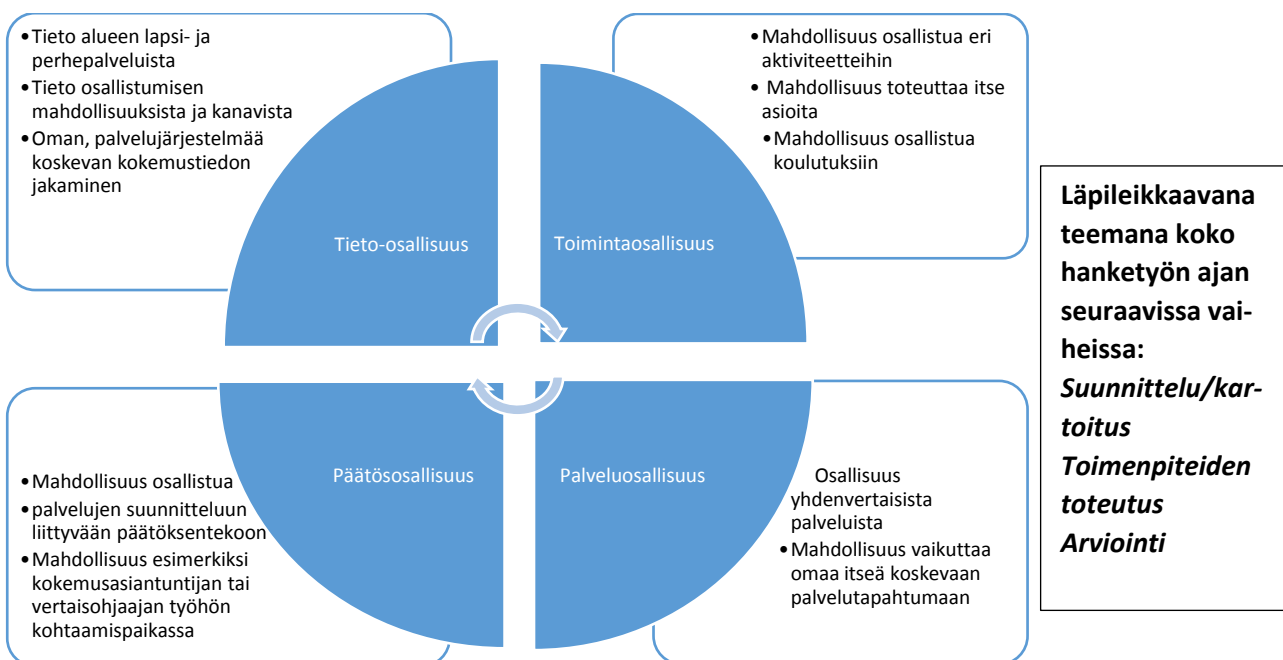 •Tieto alueen lapsi- ja
perhepalveluista
•Tieto osallistumisen
mahdollisuuksista ja kanavista
•Oman, palvelujärjestelmää
koskevan kokemustiedon
jakaminen
Tieto-osallisuus
•Mahdollisuus osallistua eri
aktiviteetteihin
• Mahdollisuus toteuttaa itse
asioita
•Mahdollisuus osallistua
koulutuksiin
Toimintaosallisuus
•Mahdollisuus osallistua
•palvelujen suunnitteluun
liittyvään päätöksentekoon
•Mahdollisuus esimerkiksi
kokemusasiantuntijan tai
vertaisohjaajan työhön
kohtaamispaikassa
Päätösosallisuus
Palveluosallisuus
Osallisuus
yhdenvertaisista
palveluista
•Mahdollisuus vaikuttaa
omaa itseä koskevaan
palvelutapahtumaan
Läpileikkaavana
teemana koko
hanketyön ajan
seuraavissa vai-
heissa:
Suunnittelu/kar-
toitus
Toimenpiteiden
toteutus
Arviointi